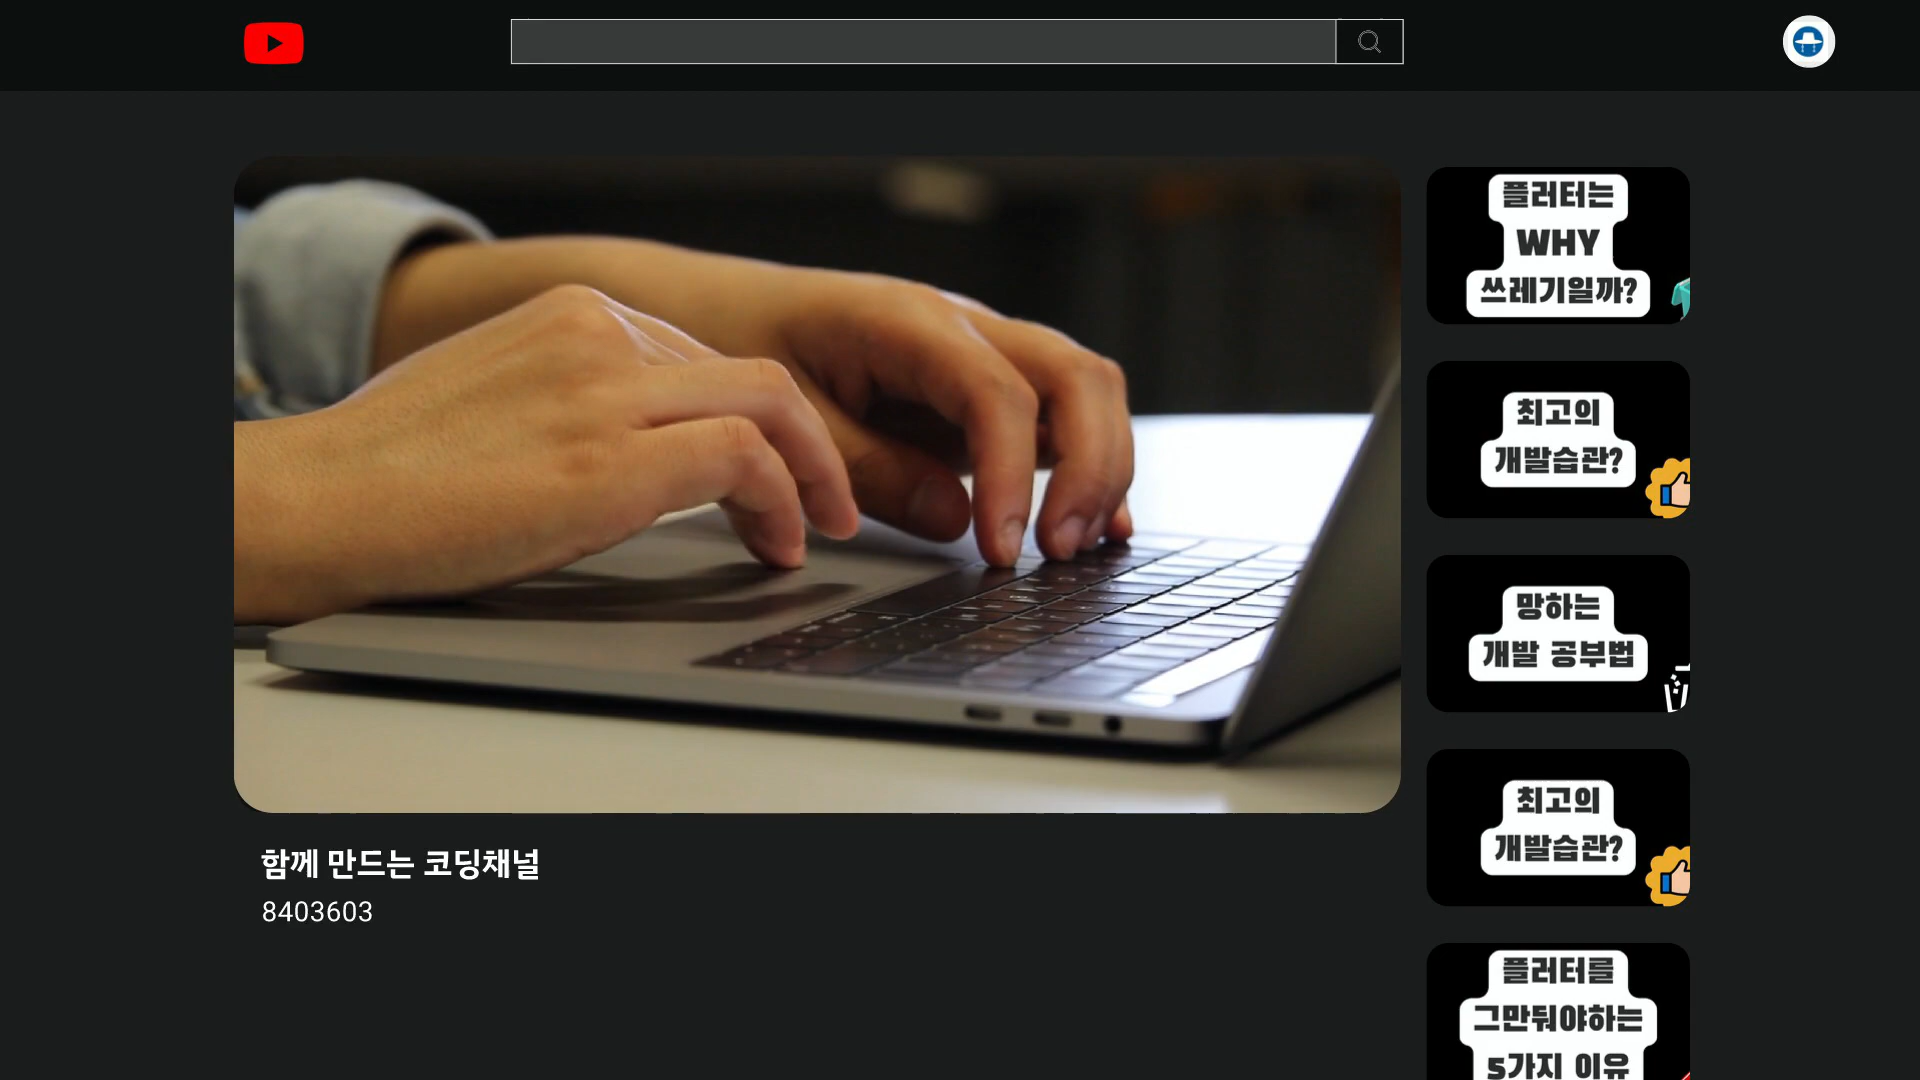 함께 만드는 코딩채널
8403603
플러터는
WHY
쓰레기일까?
최고의
개발습관?
망하는
개발 공부법
최고의
개발습관?
플러터를
그만둬야하는
5가지 이유